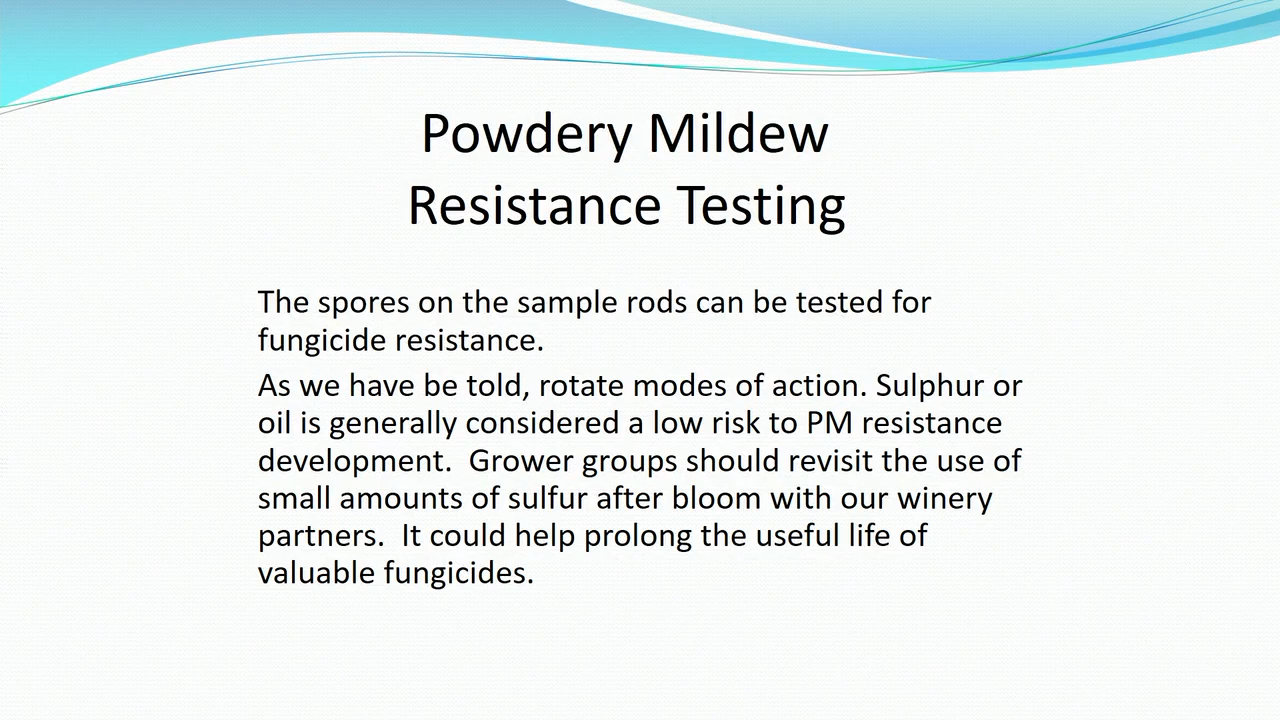 Powdery Mildew
Resistance Testing
The spores on the sample rods can be tested for
fungicide resistance.
As we have be told, rotate modes of action. Sulphur or
oil is generally considered a low risk to PM resistance
development.  Grower groups should revisit the use of
small amounts of sulfur after bloom with our winery
partners.  It could help prolong the useful life of
valuable fungicides.